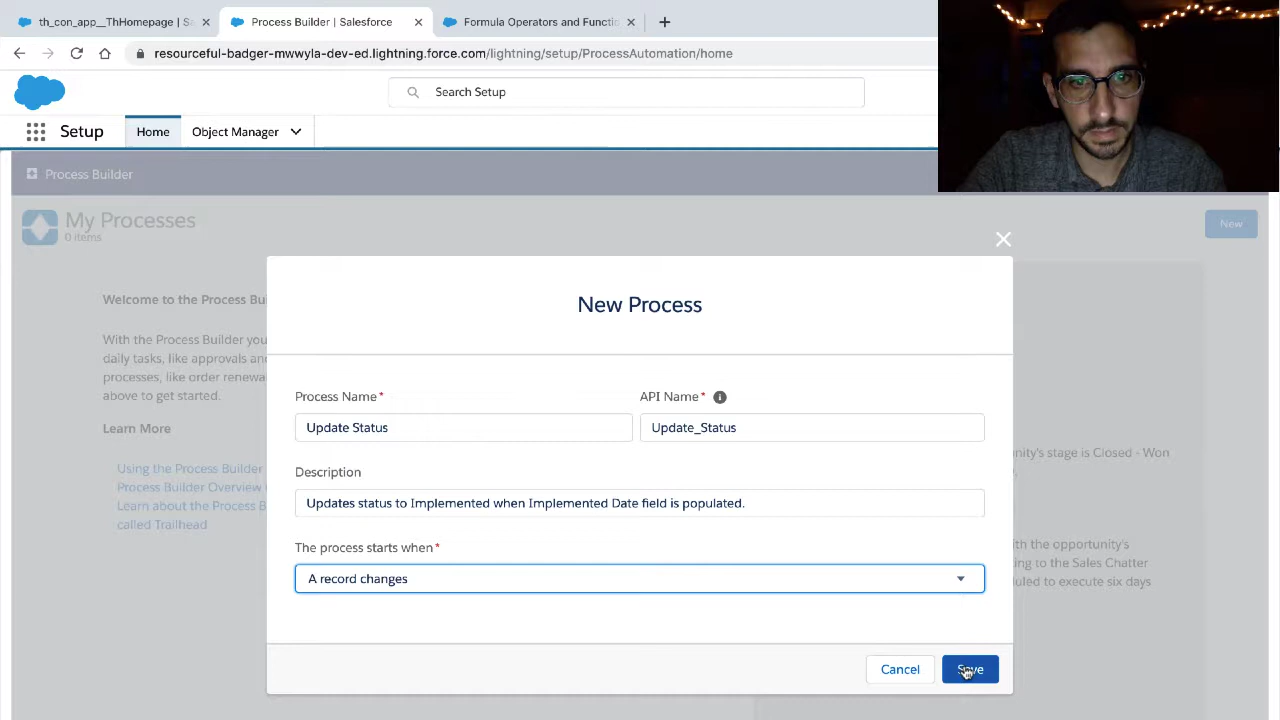 th_con_app__ThHomepage | Sa
Process Builder | Salesforce
Formula Operators and Functio
resourceful-badger-mwwyla-dev-ed.lightning.force.com/lightning/setup/ProcessAutomation/home
Search Setup
Setup
Home
Object Manager
Process Builder
My Processes
0 items
New
Welcome to the Process Bui
With the Process Builder you
daily tasks, like approvals and
processes, like order renewa
above to get started.
Learn More
Using the Process Builder
Process Builder Overview
Learn about the Process B
called Trailhead
nity's stage is Closed - Won
ith the opportunity's
ing to the Sales Chatter
duled to execute six days
New Process
Process Name*
API Name*
Update Status
Update_Status
Description
Updates status to Implemented when Implemented Date field is populated.
The process starts when*
A record changes
Cancel
Save